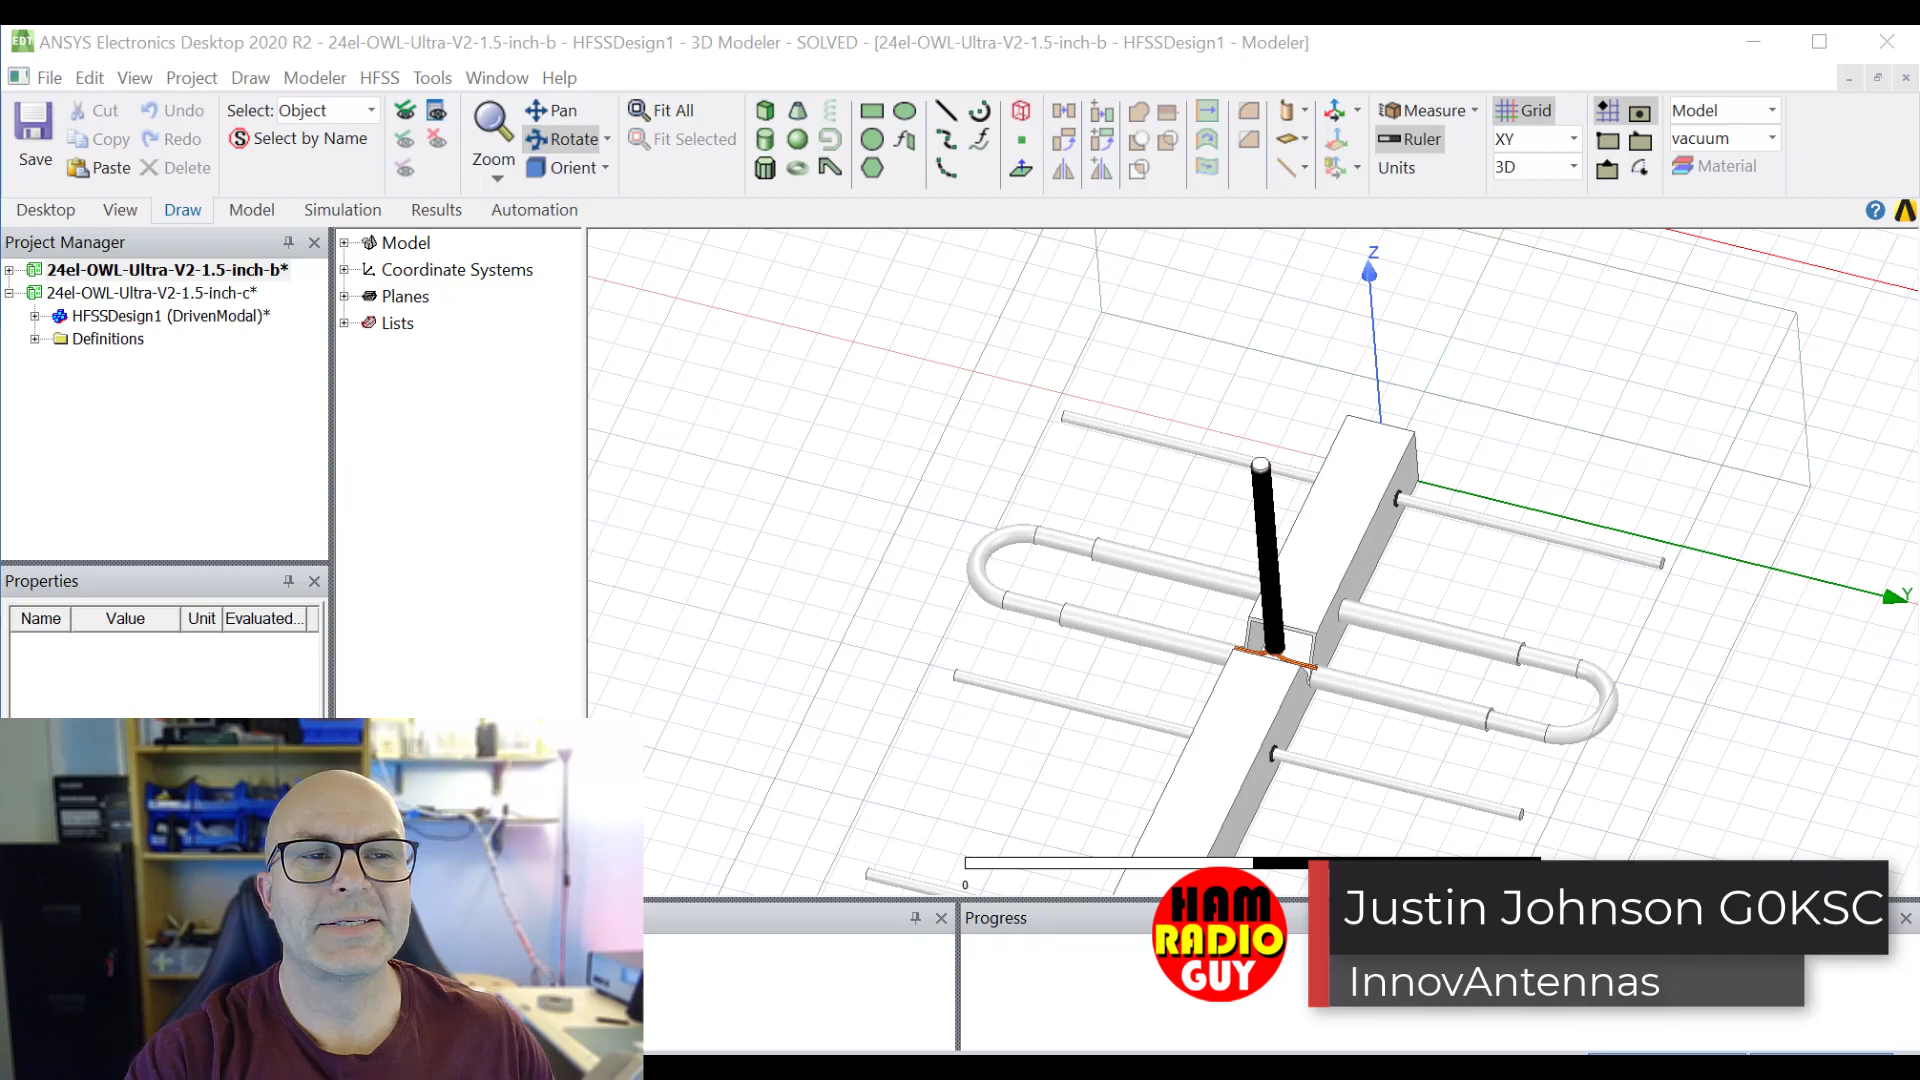 EDT ANSYS Electronics Desktop 2020 R2 - 24el-OWL-Ultra-V2-1.5-inch-b - HFSSDesign1 - 3D Modeler - SOLVED - [24el-OWL-Ultra-V2-1.5-inch-b - HFSSDesign1 - Modeler]
File Edit View Project Draw Modeler HFSS Tools Window Help
Save
Cut
Copy
Paste
Undo
Redo
Delete
Select: Object
Select by Name
Zoom
Pan
Rotate
Orient
Fit All
Fit Selected
Measure
Ruler
Units
Grid
XY
3D
Model
vacuum
Material
Desktop View Draw Model Simulation Results Automation
Project Manager
24el-OWL-Ultra-V2-1.5-inch-b*
24el-OWL-Ultra-V2-1.5-inch-c*
HFSSDesign1 (DrivenModal)*
Definitions
Properties
Name Value Unit Evaluated...
Model
Coordinate Systems
Planes
Lists
Z
Y
0
Progress
HAM
RADIO
GUY
Justin Johnson G0KSC
InnovAntennas